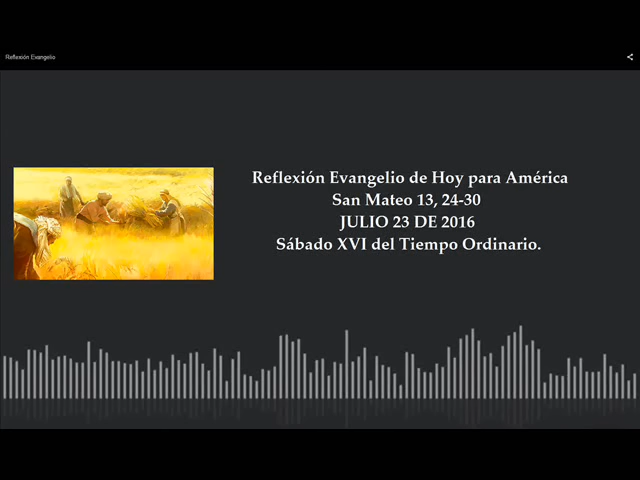 Reflexión Evangelio
Reflexión Evangelio de Hoy para América
San Mateo 13, 24-30
JULIO 23 DE 2016
Sábado XVI del Tiempo Ordinario.